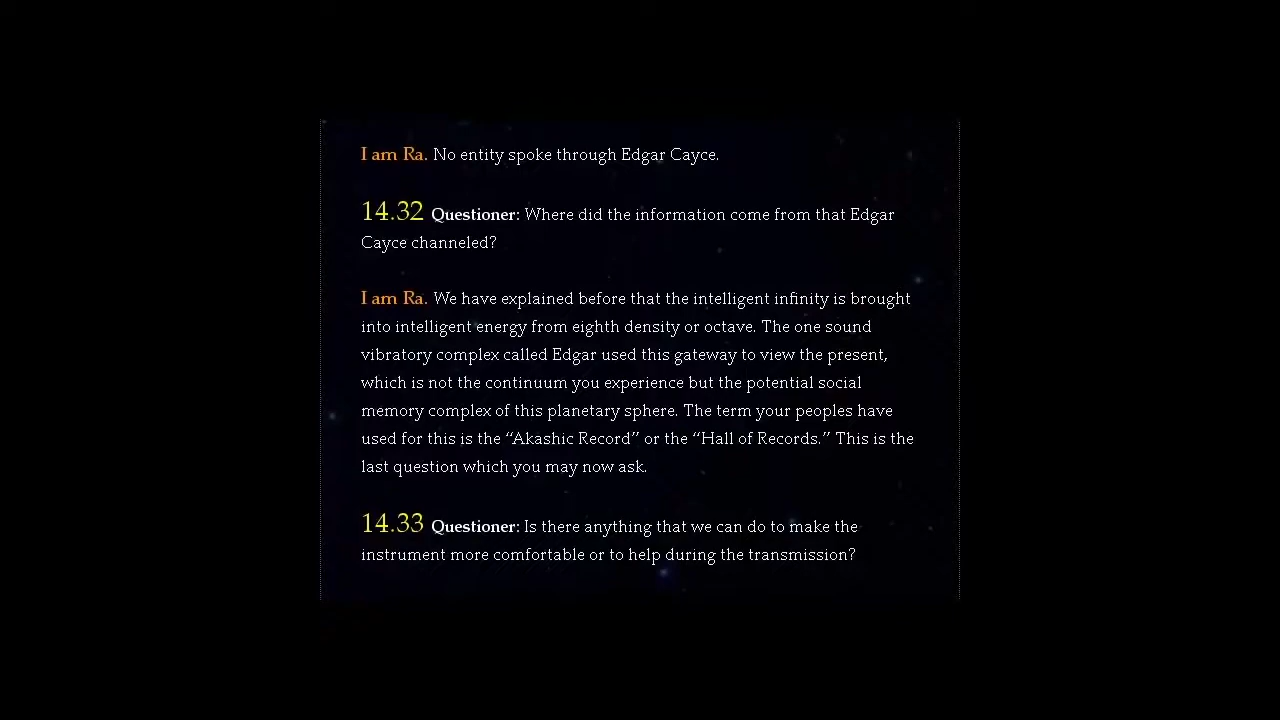 I am Ra. No entity spoke through Edgar Cayce.
14.32 Questioner: Where did the information come from that Edgar
Cayce channeled?
I am Ra. We have explained before that the intelligent infinity is brought
into intelligent energy from eighth density or octave. The one sound
vibratory complex called Edgar used this gateway to view the present,
which is not the continuum you experience but the potential social
memory complex of this planetary sphere. The term your peoples have
used for this is the “Akashic Record” or the “Hall of Records.” This is the
last question which you may now ask.
14.33 Questioner: Is there anything that we can do to make the
instrument more comfortable or to help during the transmission?